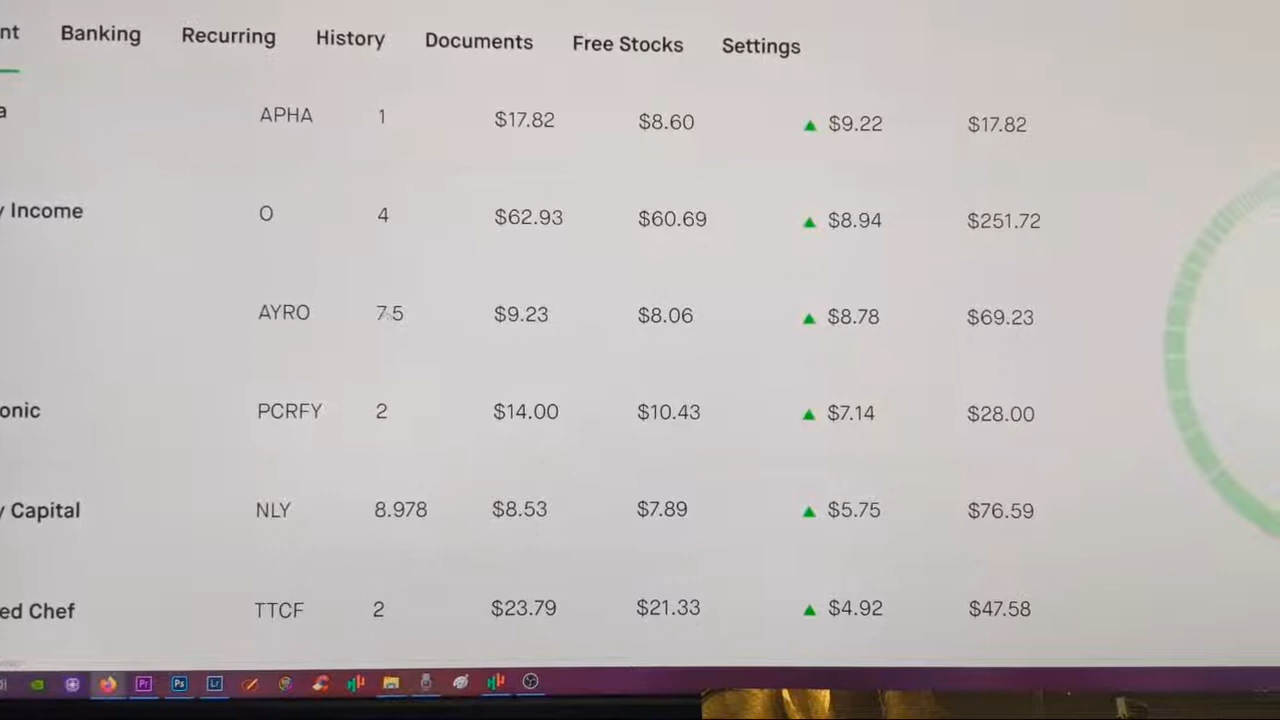 nt Banking Recurring History Documents Free Stocks Settings
a APHA 1 $17.82 $8.60 $9.22 $17.82
y Income O 4 $62.93 $60.69 $8.94 $251.72
AYRO 7.5 $9.23 $8.06 $8.78 $69.23
onic PCRFY 2 $14.00 $10.43 $7.14 $28.00
y Capital NLY 8.978 $8.53 $7.89 $5.75 $76.59
ed Chef TTCF 2 $23.79 $21.33 $4.92 $47.58
Pr Ps Lr